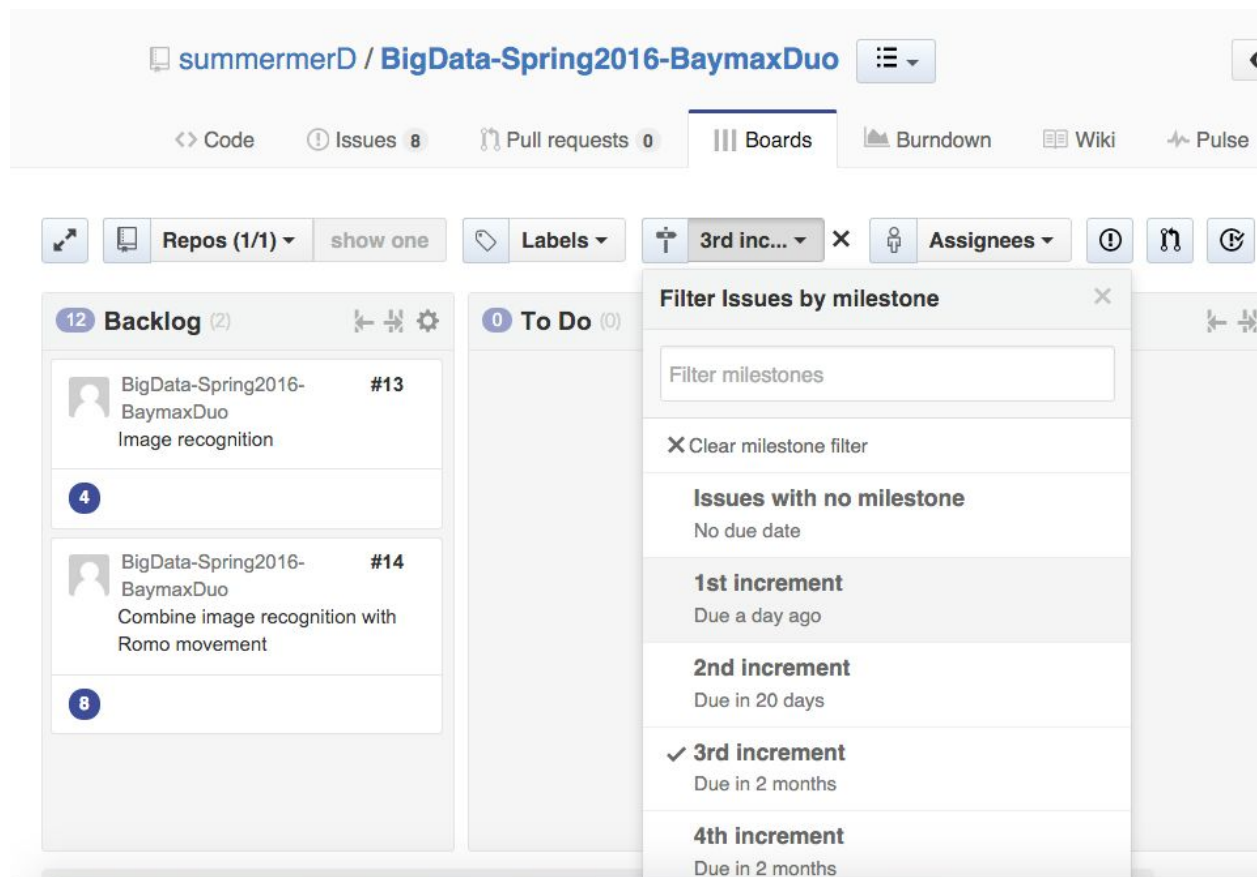 summermerD / BigData-Spring2016-BaymaxDuo
Code Issues 8 Pull requests 0 Boards Burndown Wiki Pulse
Repos (1/1) show one Labels 3rd inc... Assignees
12 Backlog (2)
BigData-Spring2016-
BaymaxDuo
#13
Image recognition
4
BigData-Spring2016-
BaymaxDuo
#14
Combine image recognition with
Romo movement
8
0 To Do (0)
Filter Issues by milestone
Filter milestones
Clear milestone filter
Issues with no milestone
No due date
1st increment
Due a day ago
2nd increment
Due in 20 days
3rd increment
Due in 2 months
4th increment
Due in 2 months